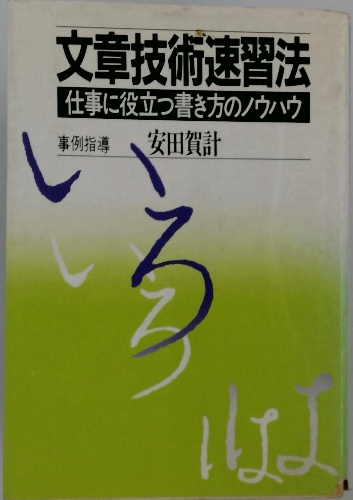 文章技術速習法
仕事に役立つ書き方のノウハウ
事例指導 安田賀計
いろ
いろ
はよ